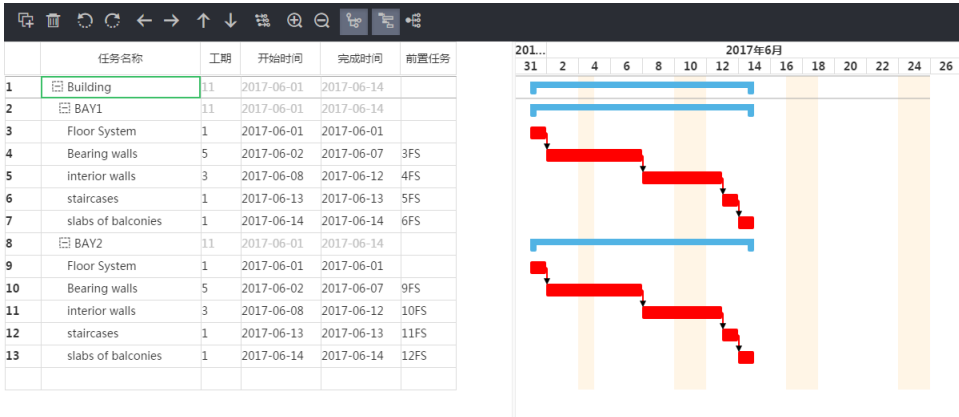 任务名称 工期 开始时间 完成时间 前置任务
201... 2017年6月
31 2 4 6 8 10 12 14 16 18 20 22 24 26
1 Building 11 2017-06-01 2017-06-14
2 BAY1 11 2017-06-01 2017-06-14
3 Floor System 1 2017-06-01 2017-06-01
4 Bearing walls 5 2017-06-02 2017-06-07 3FS
5 interior walls 3 2017-06-08 2017-06-12 4FS
6 staircases 1 2017-06-13 2017-06-13 5FS
7 slabs of balconies 1 2017-06-14 2017-06-14 6FS
8 BAY2 11 2017-06-01 2017-06-14
9 Floor System 1 2017-06-01 2017-06-01
10 Bearing walls 5 2017-06-02 2017-06-07 9FS
11 interior walls 3 2017-06-08 2017-06-12 10FS
12 staircases 1 2017-06-13 2017-06-13 11FS
13 slabs of balconies 1 2017-06-14 2017-06-14 12FS